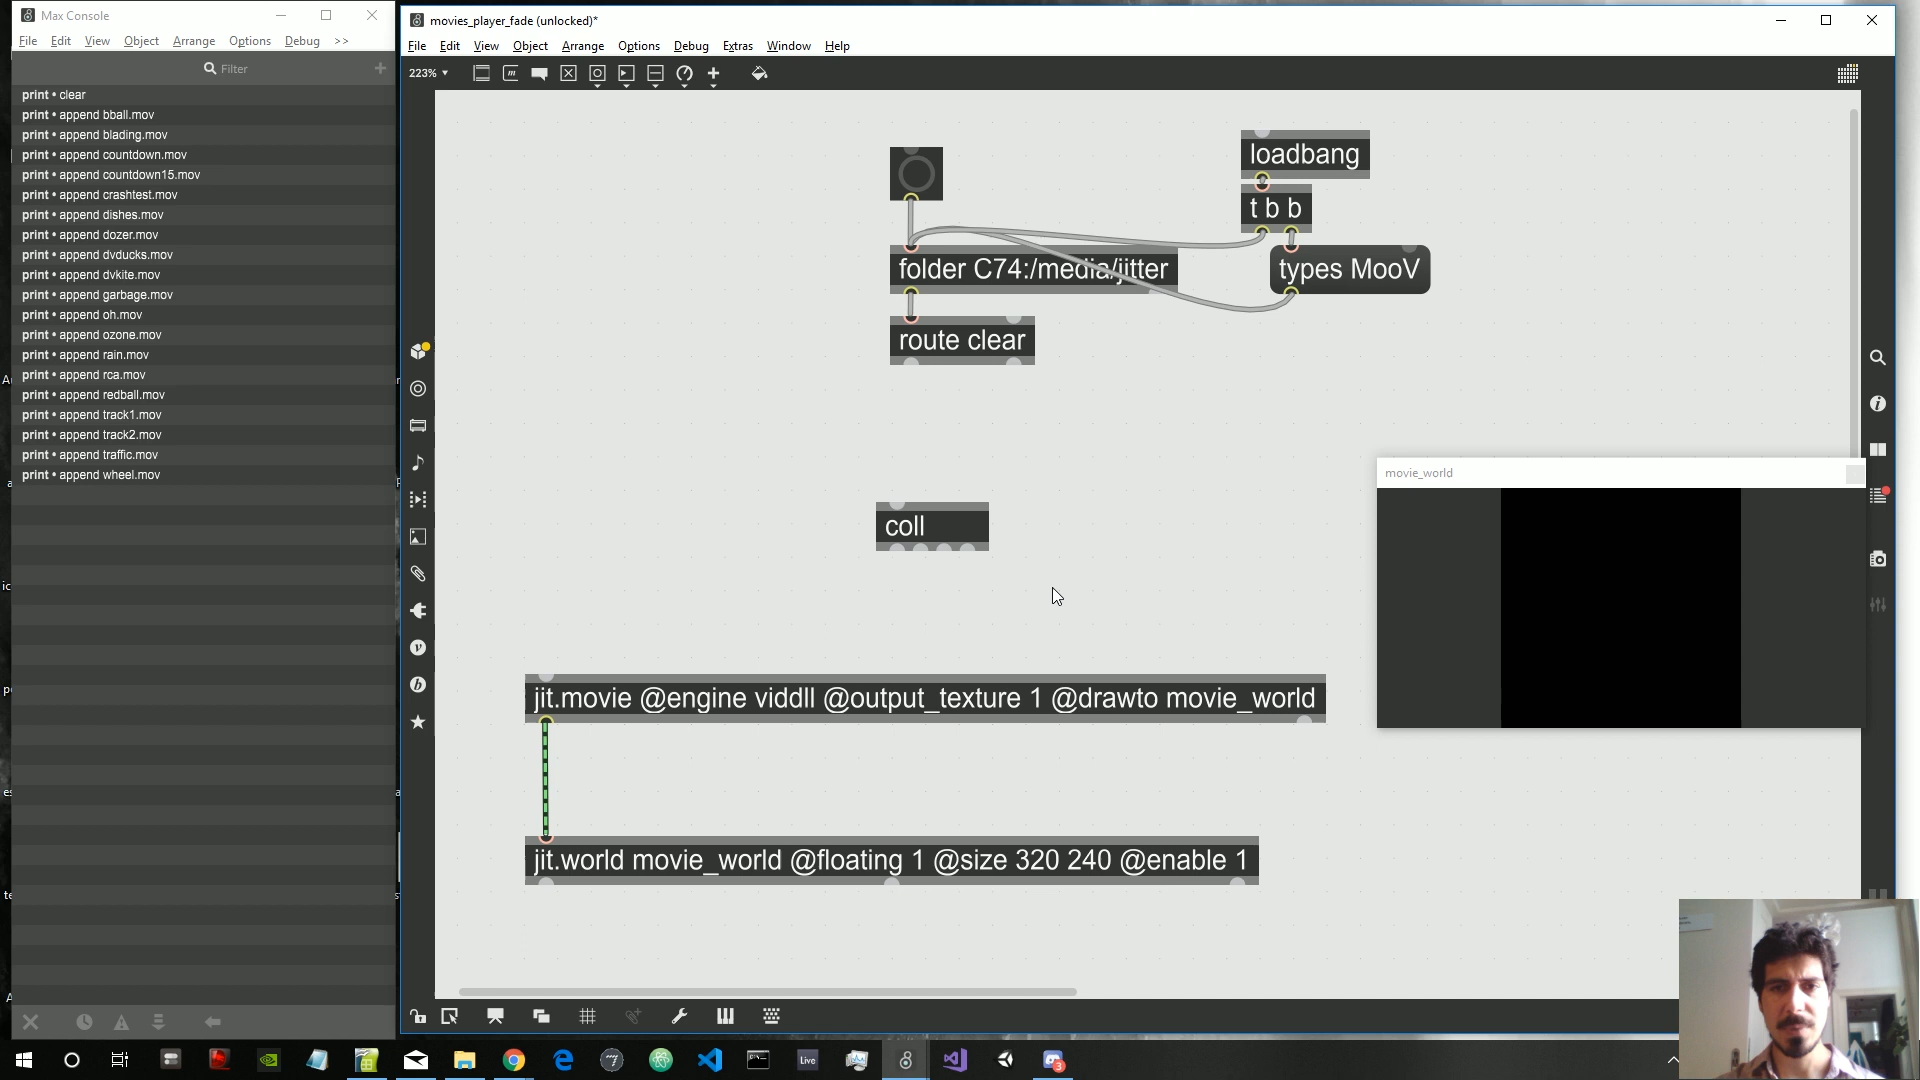 Max Console
File Edit View Object Arrange Options Debug >>
Filter
print • clear
print • append bball.mov
print • append blading.mov
print • append countdown.mov
print • append countdown15.mov
print • append crashtest.mov
print • append dishes.mov
print • append dozer.mov
print • append dvducks.mov
print • append dvkite.mov
print • append garbage.mov
print • append oh.mov
print • append ozone.mov
print • append rain.mov
print • append rca.mov
print • append redball.mov
print • append track1.mov
print • append track2.mov
print • append traffic.mov
print • append wheel.mov
movies_player_fade (unlocked)*
File Edit View Object Arrange Options Debug Extras Window Help
223%
loadbang
t b b
folder C74:/media/jitter
types MooV
route clear
coll
movie_world
jit.movie @engine viddll @output_texture 1 @drawto movie_world
jit.world movie_world @floating 1 @size 320 240 @enable 1
Live
3